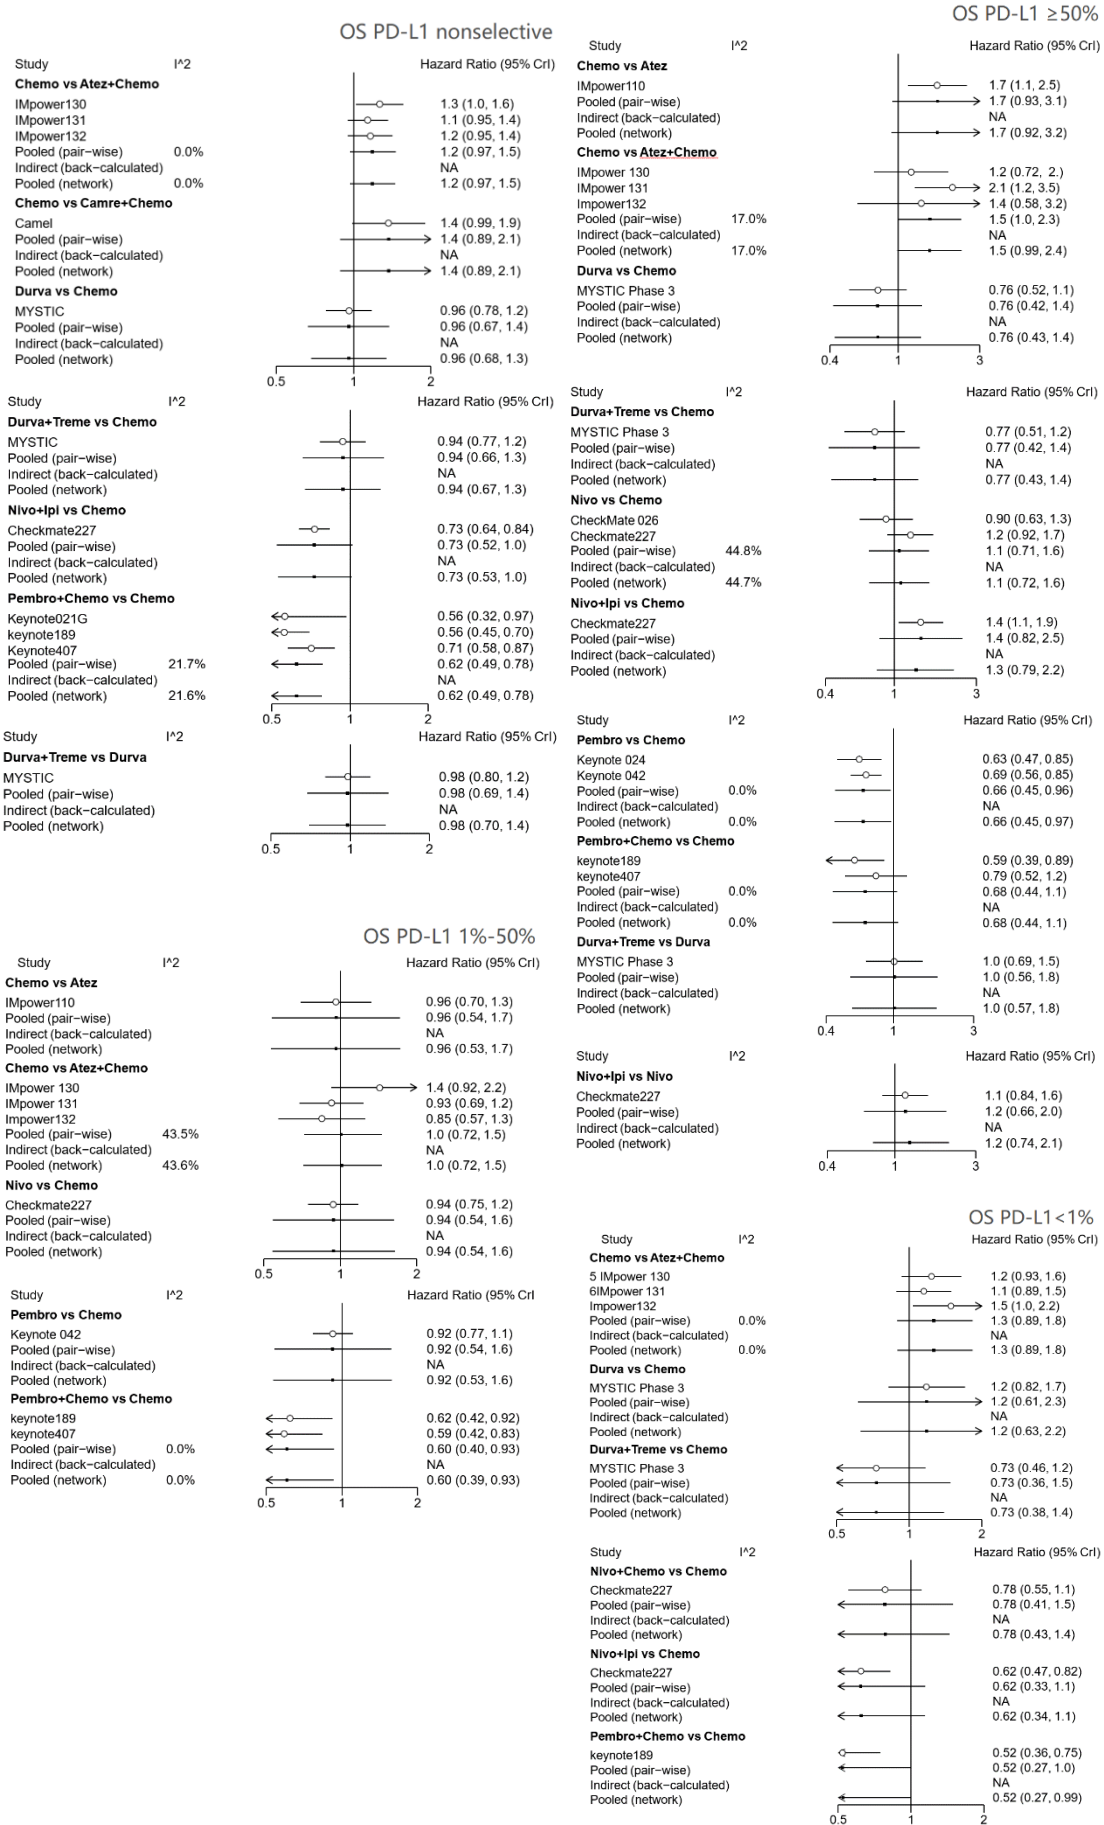 OS PD-L1 nonselective
Study I^2 Hazard Ratio (95% CrI)
Chemo vs Atez+Chemo
IMpower130 1.3 (1.0, 1.6)
IMpower131 1.1 (0.95, 1.4)
IMpower132 1.2 (0.95, 1.4)
Pooled (pair−wise) 0.0% 1.2 (0.97, 1.5)
Indirect (back−calculated) NA
Pooled (network) 0.0% 1.2 (0.97, 1.5)
Chemo vs Camre+Chemo
Camel 1.4 (0.99, 1.9)
Pooled (pair−wise) 1.4 (0.89, 2.1)
Indirect (back−calculated) NA
Pooled (network) 1.4 (0.89, 2.1)
Durva vs Chemo
MYSTIC 0.96 (0.78, 1.2)
Pooled (pair−wise) 0.96 (0.67, 1.4)
Indirect (back−calculated) NA
Pooled (network) 0.96 (0.68, 1.3)
0.5 1 2
Study I^2 Hazard Ratio (95% CrI)
Durva+Treme vs Chemo
MYSTIC 0.94 (0.77, 1.2)
Pooled (pair−wise) 0.94 (0.66, 1.3)
Indirect (back−calculated) NA
Pooled (network) 0.94 (0.67, 1.3)
Nivo+Ipi vs Chemo
Checkmate227 0.73 (0.64, 0.84)
Pooled (pair−wise) 0.73 (0.52, 1.0)
Indirect (back−calculated) NA
Pooled (network) 0.73 (0.53, 1.0)
Pembro+Chemo vs Chemo
Keynote021G 0.56 (0.32, 0.97)
keynote189 0.56 (0.45, 0.70)
Keynote407 0.71 (0.58, 0.87)
Pooled (pair−wise) 21.7% 0.62 (0.49, 0.78)
Indirect (back−calculated) NA
Pooled (network) 21.6% 0.62 (0.49, 0.78)
0.5 1 2
Study I^2 Hazard Ratio (95% CrI)
Durva+Treme vs Durva
MYSTIC 0.98 (0.80, 1.2)
Pooled (pair−wise) 0.98 (0.69, 1.4)
Indirect (back−calculated) NA
Pooled (network) 0.98 (0.70, 1.4)
0.5 1 2
OS PD-L1 1%-50%
Study I^2 Hazard Ratio (95% CrI)
Chemo vs Atez
IMpower110 0.96 (0.70, 1.3)
Pooled (pair−wise) 0.96 (0.54, 1.7)
Indirect (back−calculated) NA
Pooled (network) 0.96 (0.53, 1.7)
Chemo vs Atez+Chemo
IMpower 130 1.4 (0.92, 2.2)
IMpower 131 0.93 (0.69, 1.2)
Impower132 0.85 (0.57, 1.3)
Pooled (pair−wise) 43.5% 1.0 (0.72, 1.5)
Indirect (back−calculated) NA
Pooled (network) 43.6% 1.0 (0.72, 1.5)
Nivo vs Chemo
Checkmate227 0.94 (0.75, 1.2)
Pooled (pair−wise) 0.94 (0.54, 1.6)
Indirect (back−calculated) NA
Pooled (network) 0.94 (0.54, 1.6)
0.5 1 2
Study I^2 Hazard Ratio (95% CrI
Pembro vs Chemo
Keynote 042 0.92 (0.77, 1.1)
Pooled (pair−wise) 0.92 (0.54, 1.6)
Indirect (back−calculated) NA
Pooled (network) 0.92 (0.53, 1.6)
Pembro+Chemo vs Chemo
keynote189 0.62 (0.42, 0.92)
keynote407 0.59 (0.42, 0.83)
Pooled (pair−wise) 0.0% 0.60 (0.40, 0.93)
Indirect (back−calculated) NA
Pooled (network) 0.0% 0.60 (0.39, 0.93)
0.5 1 2
OS PD-L1 ≥50%
Study I^2 Hazard Ratio (95% CrI)
Chemo vs Atez
IMpower110 1.7 (1.1, 2.5)
Pooled (pair−wise) 1.7 (0.93, 3.1)
Indirect (back−calculated) NA
Pooled (network) 1.7 (0.92, 3.2)
Chemo vs Atez+Chemo
IMpower 130 1.2 (0.72, 2.)
IMpower 131 2.1 (1.2, 3.5)
Impower132 1.4 (0.58, 3.2)
Pooled (pair−wise) 17.0% 1.5 (1.0, 2.3)
Indirect (back−calculated) NA
Pooled (network) 17.0% 1.5 (0.99, 2.4)
Durva vs Chemo
MYSTIC Phase 3 0.76 (0.52, 1.1)
Pooled (pair−wise) 0.76 (0.42, 1.4)
Indirect (back−calculated) NA
Pooled (network) 0.76 (0.43, 1.4)
0.4 1 3
Study I^2 Hazard Ratio (95% CrI)
Durva+Treme vs Chemo
MYSTIC Phase 3 0.77 (0.51, 1.2)
Pooled (pair−wise) 0.77 (0.42, 1.4)
Indirect (back−calculated) NA
Pooled (network) 0.77 (0.43, 1.4)
Nivo vs Chemo
CheckMate 026 0.90 (0.63, 1.3)
Checkmate227 1.2 (0.92, 1.7)
Pooled (pair−wise) 44.8% 1.1 (0.71, 1.6)
Indirect (back−calculated) NA
Pooled (network) 44.7% 1.1 (0.72, 1.6)
Nivo+Ipi vs Chemo
Checkmate227 1.4 (1.1, 1.9)
Pooled (pair−wise) 1.4 (0.82, 2.5)
Indirect (back−calculated) NA
Pooled (network) 1.3 (0.79, 2.2)
0.4 1 3
Study I^2 Hazard Ratio (95% CrI)
Pembro vs Chemo
Keynote 024 0.63 (0.47, 0.85)
Keynote 042 0.69 (0.56, 0.85)
Pooled (pair−wise) 0.0% 0.66 (0.45, 0.96)
Indirect (back−calculated) NA
Pooled (network) 0.0% 0.66 (0.45, 0.97)
Pembro+Chemo vs Chemo
keynote189 0.59 (0.39, 0.89)
keynote407 0.79 (0.52, 1.2)
Pooled (pair−wise) 0.0% 0.68 (0.44, 1.1)
Indirect (back−calculated) NA
Pooled (network) 0.0% 0.68 (0.44, 1.1)
Durva+Treme vs Durva
MYSTIC Phase 3 1.0 (0.69, 1.5)
Pooled (pair−wise) 1.0 (0.56, 1.8)
Indirect (back−calculated) NA
Pooled (network) 1.0 (0.57, 1.8)
0.4 1 3
Study I^2 Hazard Ratio (95% CrI)
Nivo+Ipi vs Nivo
Checkmate227 1.1 (0.84, 1.6)
Pooled (pair−wise) 1.2 (0.66, 2.0)
Indirect (back−calculated) NA
Pooled (network) 1.2 (0.74, 2.1)
0.4 1 3
OS PD-L1<1%
Study I^2 Hazard Ratio (95% CrI)
Chemo vs Atez+Chemo
5 IMpower 130 1.2 (0.93, 1.6)
6IMpower 131 1.1 (0.89, 1.5)
Impower132 1.5 (1.0, 2.2)
Pooled (pair−wise) 0.0% 1.3 (0.89, 1.8)
Indirect (back−calculated) NA
Pooled (network) 0.0% 1.3 (0.89, 1.8)
Durva vs Chemo
MYSTIC Phase 3 1.2 (0.82, 1.7)
Pooled (pair−wise) 1.2 (0.61, 2.3)
Indirect (back−calculated) NA
Pooled (network) 1.2 (0.63, 2.2)
Durva+Treme vs Chemo
MYSTIC Phase 3 0.73 (0.46, 1.2)
Pooled (pair−wise) 0.73 (0.36, 1.5)
Indirect (back−calculated) NA
Pooled (network) 0.73 (0.38, 1.4)
0.5 1 2
Study I^2 Hazard Ratio (95% CrI)
Nivo+Chemo vs Chemo
Checkmate227 0.78 (0.55, 1.1)
Pooled (pair−wise) 0.78 (0.41, 1.5)
Indirect (back−calculated) NA
Pooled (network) 0.78 (0.43, 1.4)
Nivo+Ipi vs Chemo
Checkmate227 0.62 (0.47, 0.82)
Pooled (pair−wise) 0.62 (0.33, 1.1)
Indirect (back−calculated) NA
Pooled (network) 0.62 (0.34, 1.1)
Pembro+Chemo vs Chemo
keynote189 0.52 (0.36, 0.75)
Pooled (pair−wise) 0.52 (0.27, 1.0)
Indirect (back−calculated) NA
Pooled (network) 0.52 (0.27, 0.99)
0.5 1 2